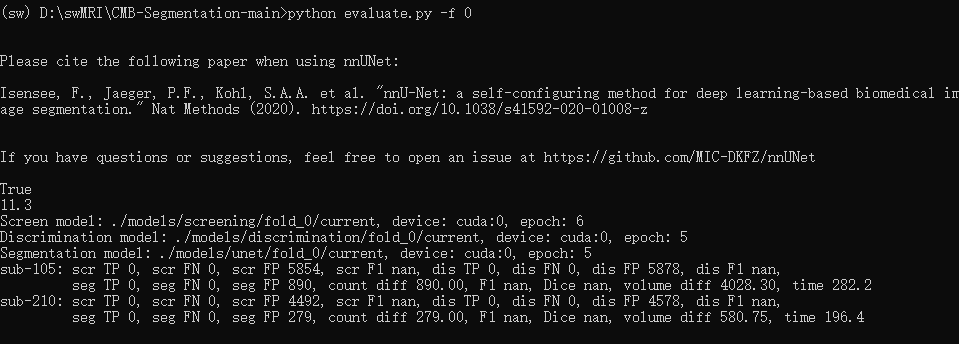 (sw) D:\swMRI\CMB-Segmentation-main>python evaluate.py -f 0
Please cite the following paper when using nnUNet:
Isensee, F., Jaeger, P.F., Kohl, S.A.A. et al. "nnU-Net: a self-configuring method for deep learning-based biomedical im
age segmentation." Nat Methods (2020). https://doi.org/10.1038/s41592-020-01008-z
If you have questions or suggestions, feel free to open an issue at https://github.com/MIC-DKFZ/nnUNet
True
11.3
Screen model: ./models/screening/fold_0/current, device: cuda:0, epoch: 6
Discrimination model: ./models/discrimination/fold_0/current, device: cuda:0, epoch: 5
Segmentation model: ./models/unet/fold_0/current, device: cuda:0, epoch: 5
sub-105: scr TP 0, scr FN 0, scr FP 5854, scr F1 nan, dis TP 0, dis FN 0, dis FP 5878, dis F1 nan,
seg TP 0, seg FN 0, seg FP 890, count diff 890.00, F1 nan, Dice nan, volume diff 4028.30, time 282.2
sub-210: scr TP 0, scr FN 0, scr FP 4492, scr F1 nan, dis TP 0, dis FN 0, dis FP 4578, dis F1 nan,
seg TP 0, seg FN 0, seg FP 279, count diff 279.00, F1 nan, Dice nan, volume diff 580.75, time 196.4